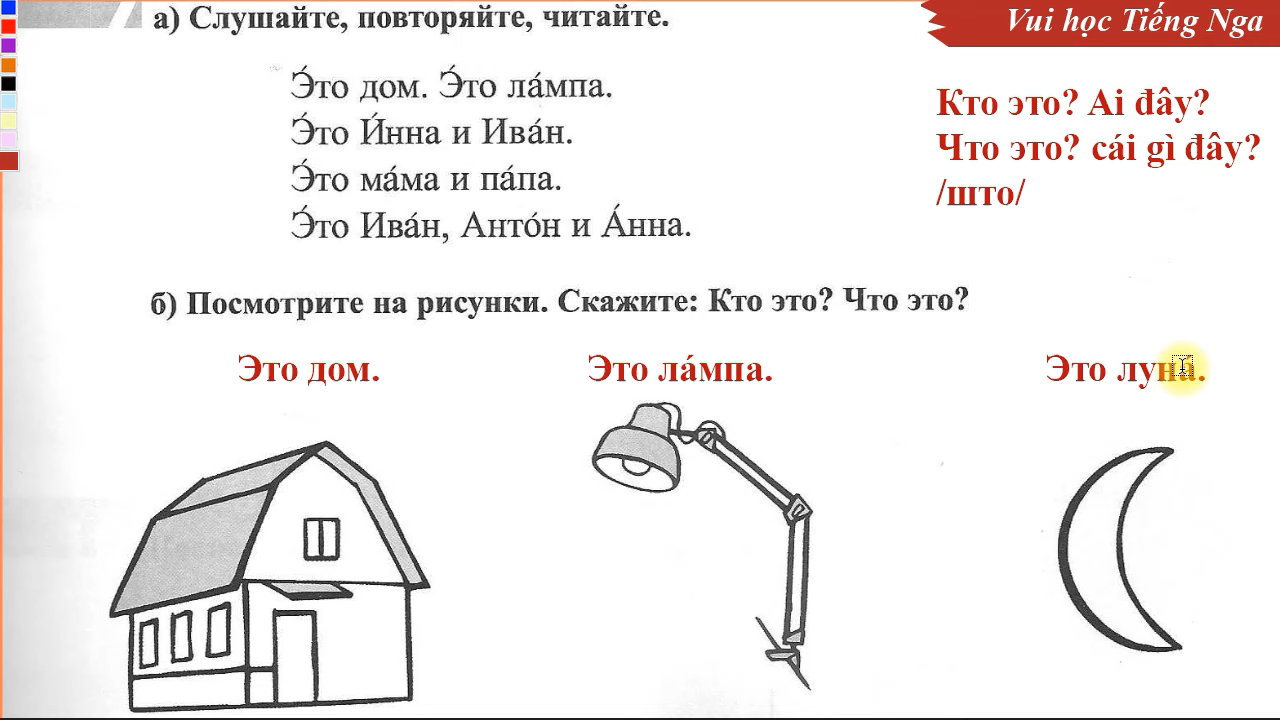 а) Слушайте, повторяйте, читайте.
Vui học Tiếng Nga
Э́то дом. Э́то ла́мпа.
Э́то И́нна и Ива́н.
Э́то ма́ма и па́па.
Э́то Ива́н, Анто́н и А́нна.
Кто это? Ai đây?
Что это? cái gì đây?
/што/
б) Посмотрите на рисунки. Скажите: Кто это? Что это?
Это дом.
Это ла́мпа.
Это луна́.